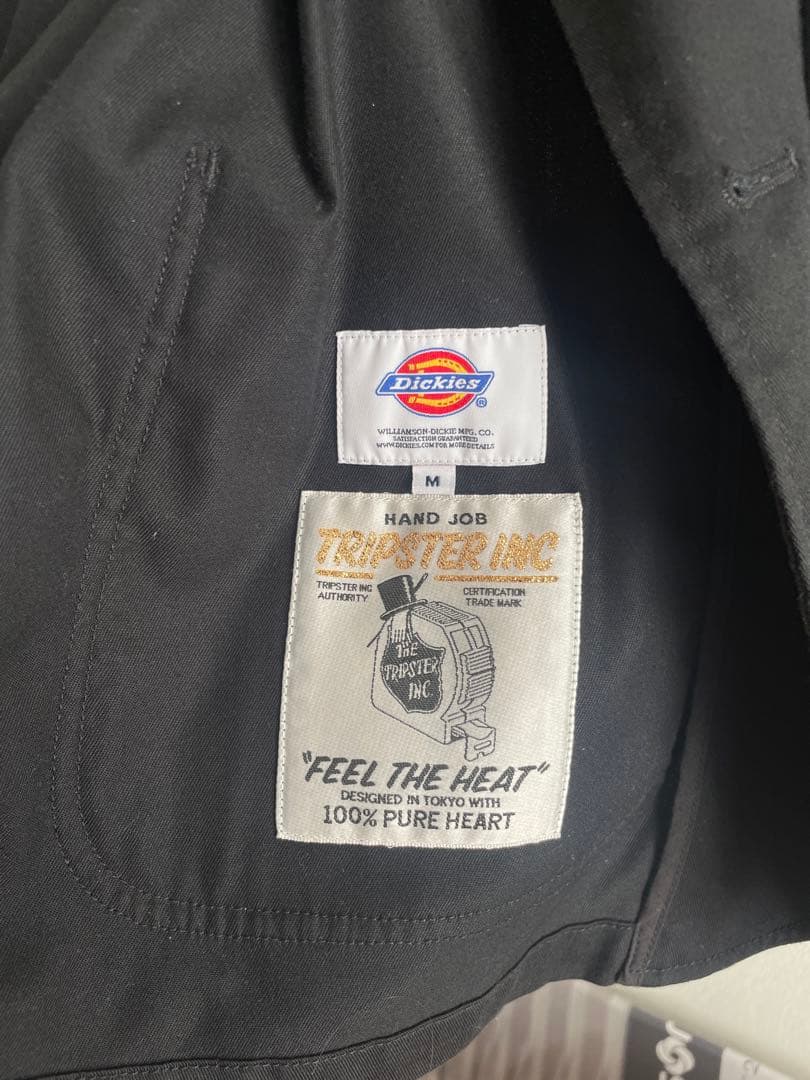 Dickies
®
WILLIAMSON-DICKIE MFG. CO.
SATISFACTION GUARANTEED
WWW.DICKIES.COM FOR MORE DETAILS
M
HAND JOB
TRIPSTER INC
TRIPSTER INC
AUTHORITY
CERTIFICATION
TRADE MARK
THE
TRIPSTER
INC.
"FEEL THE HEAT"
DESIGNED IN TOKYO WITH
100% PURE HEART